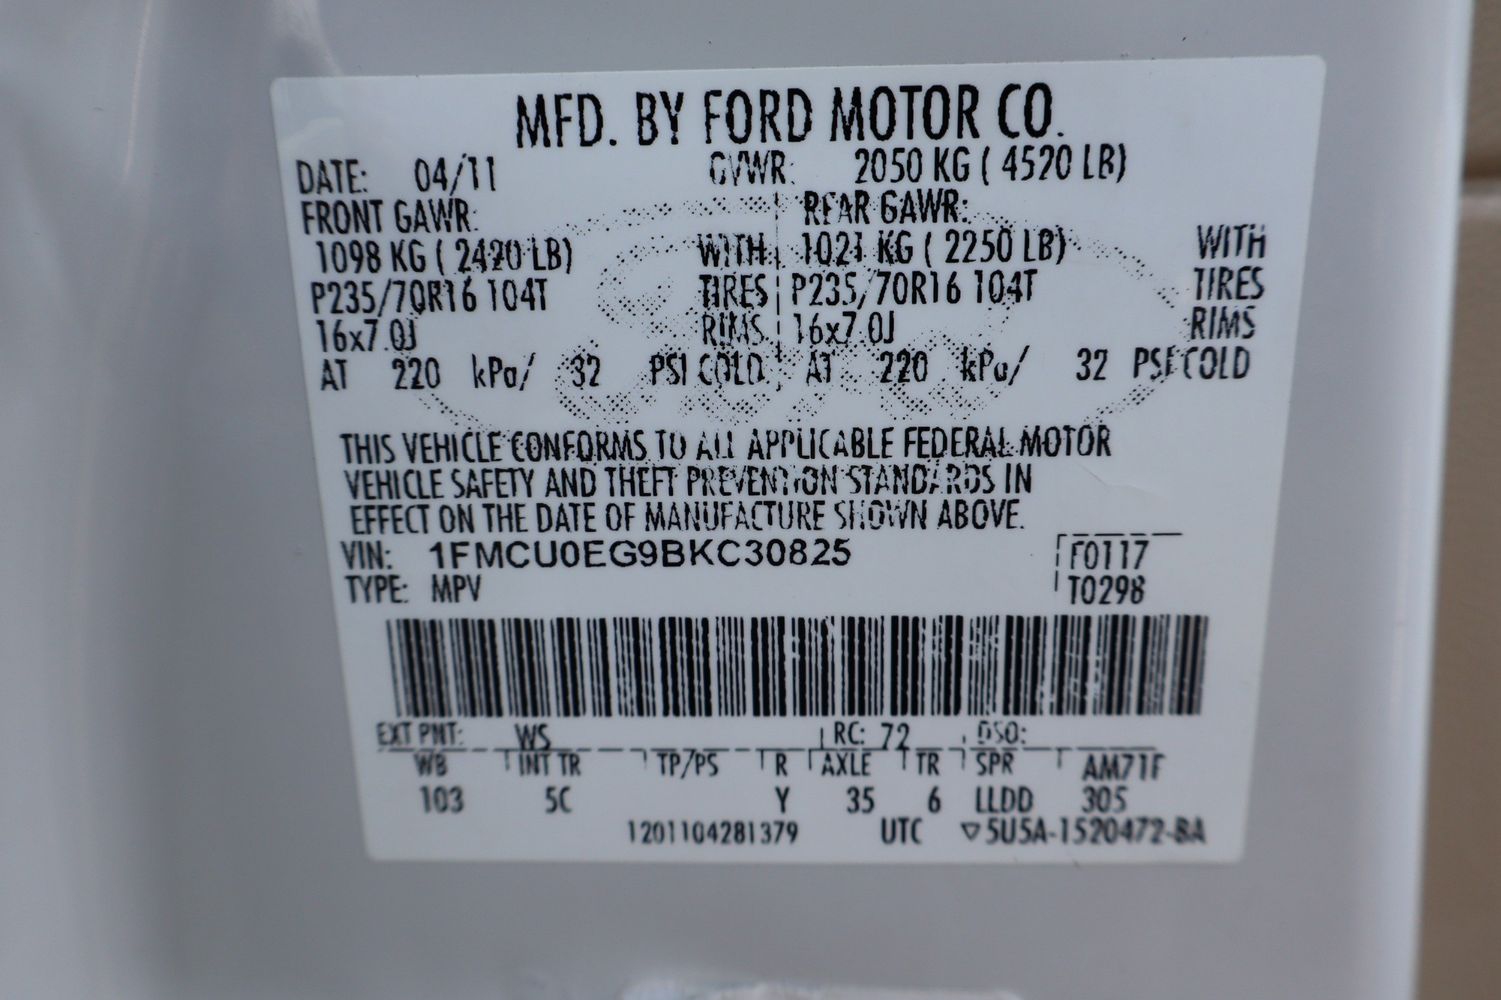 MFD. BY FORD MOTOR CO.
DATE: 04/11 GVWR: 2050 KG ( 4520 LB)
FRONT GAWR: REAR GAWR:
1098 KG ( 2420 LB) WITH 1021 KG ( 2250 LB) WITH
P235/70R16 104T TIRES P235/70R16 104T TIRES
16x7.0J RIMS 16x7.0J RIMS
AT 220 kPa/ 32 PSI COLD AT 220 kPa/ 32 PSI COLD
THIS VEHICLE CONFORMS TO ALL APPLICABLE FEDERAL MOTOR
VEHICLE SAFETY AND THEFT PREVENTION STANDARDS IN
EFFECT ON THE DATE OF MANUFACTURE SHOWN ABOVE.
VIN: 1FMCU0EG9BKC30825 F0117
TYPE: MPV T0298
EXT PNT: WS RC: 72 DSO:
WB INT TR TP/PS R AXLE TR SPR AM71F
103 5C Y 35 6 LLDD 305
1201104281379 UTC ▽5U5A-1520472-BA